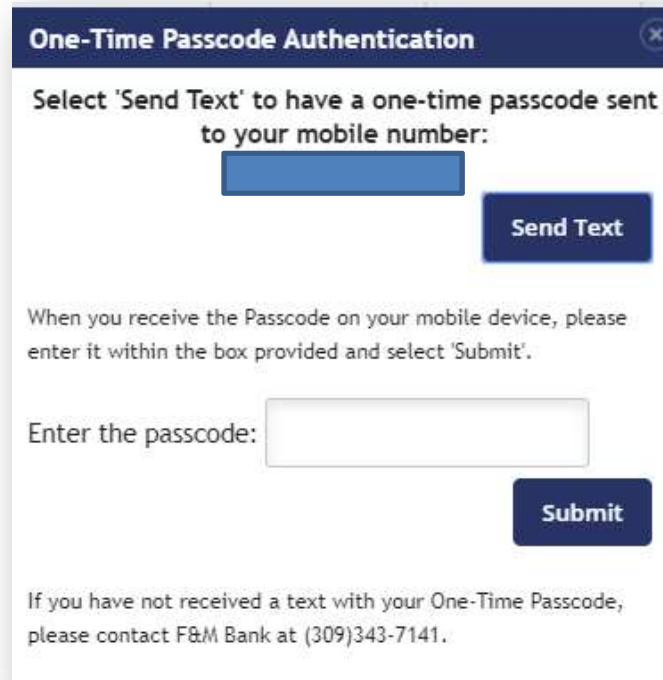 One-Time Passcode Authentication
Select 'Send Text' to have a one-time passcode sent
to your mobile number:
Send Text
When you receive the Passcode on your mobile device, please
enter it within the box provided and select 'Submit'.
Enter the passcode:
Submit
If you have not received a text with your One-Time Passcode,
please contact F&M Bank at (309)343-7141.